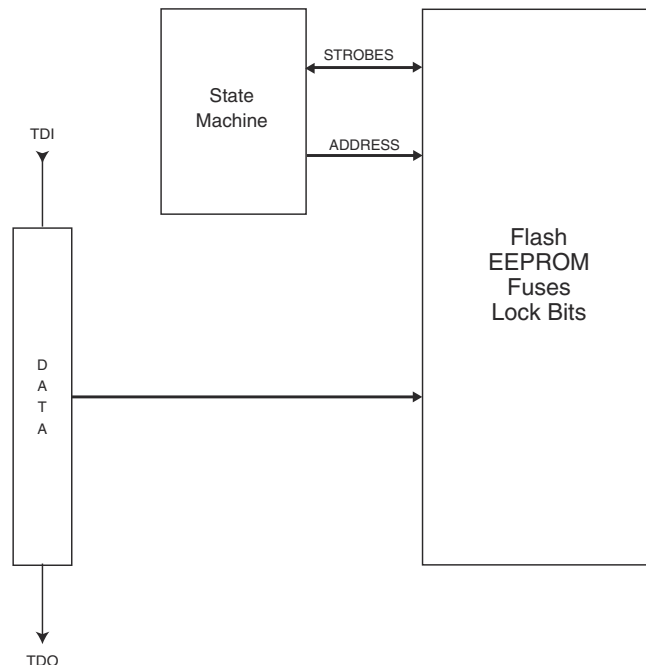 STROBES
State
Machine
TDI
ADDRESS
Flash
EEPROM
Fuses
Lock Bits
D
A
T
A
TDO